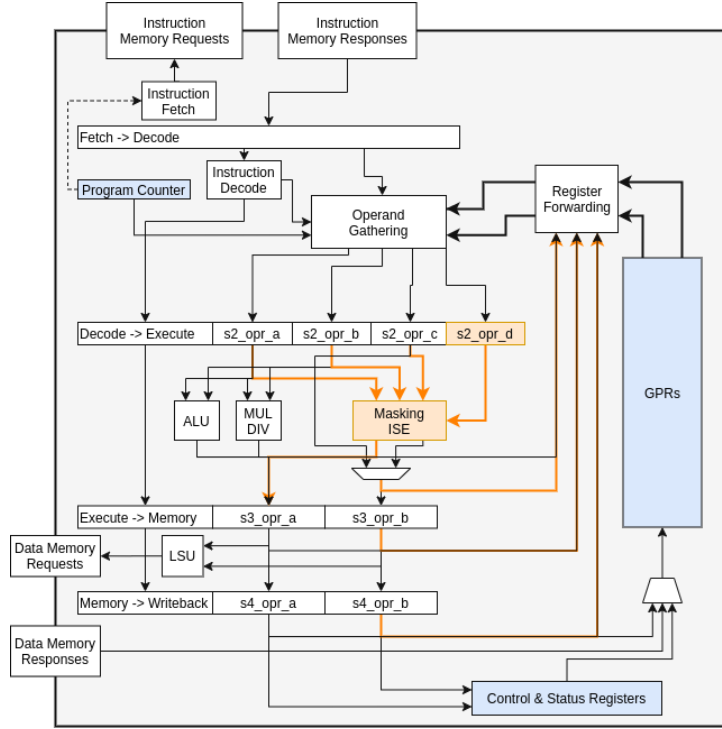 Instruction
Memory Requests
Instruction
Memory Responses
Instruction
Fetch
Fetch -> Decode
Instruction
Decode
Program Counter
Operand
Gathering
Register
Forwarding
Decode -> Execute
s2_opr_a
s2_opr_b
s2_opr_c
s2_opr_d
GPRs
ALU
MUL
DIV
Masking
ISE
Execute -> Memory
s3_opr_a
s3_opr_b
Data Memory
Requests
LSU
Memory -> Writeback
s4_opr_a
s4_opr_b
Data Memory
Responses
Control & Status Registers